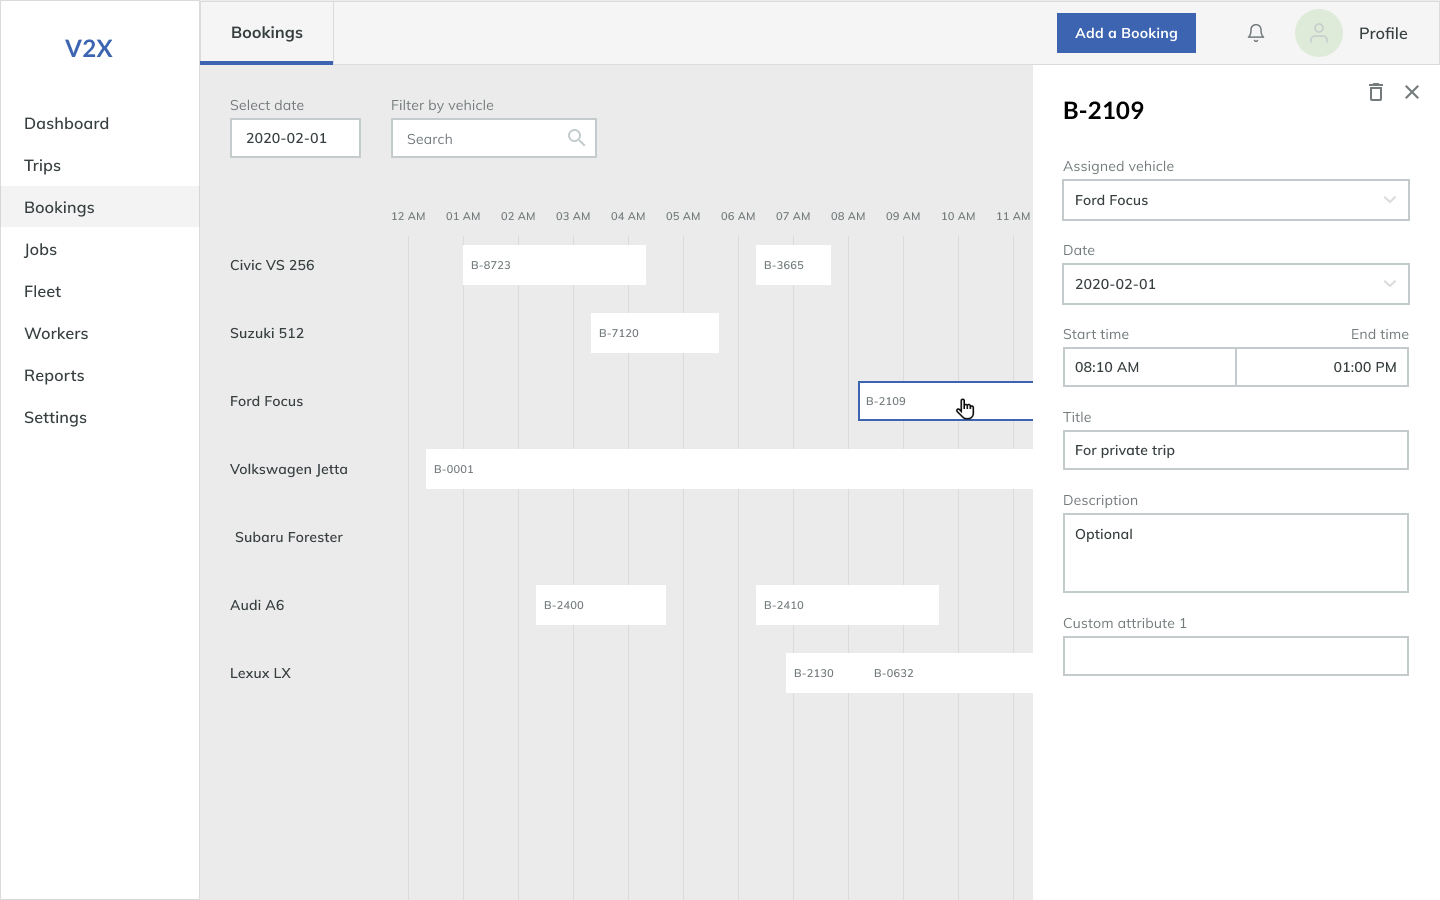 V2X
Dashboard
Trips
Bookings
Jobs
Fleet
Workers
Reports
Settings
Bookings
Add a Booking
Profile
Select date
2020-02-01
Filter by vehicle
Search
12 AM 01 AM 02 AM 03 AM 04 AM 05 AM 06 AM 07 AM 08 AM 09 AM 10 AM 11 AM
Civic VS 256 B-8723 B-3665
Suzuki 512 B-7120
Ford Focus B-2109
Volkswagen Jetta B-0001
Subaru Forester
Audi A6 B-2400 B-2410
Lexux LX B-2130 B-0632
B-2109
Assigned vehicle
Ford Focus
Date
2020-02-01
Start time End time
08:10 AM 01:00 PM
Title
For private trip
Description
Optional
Custom attribute 1